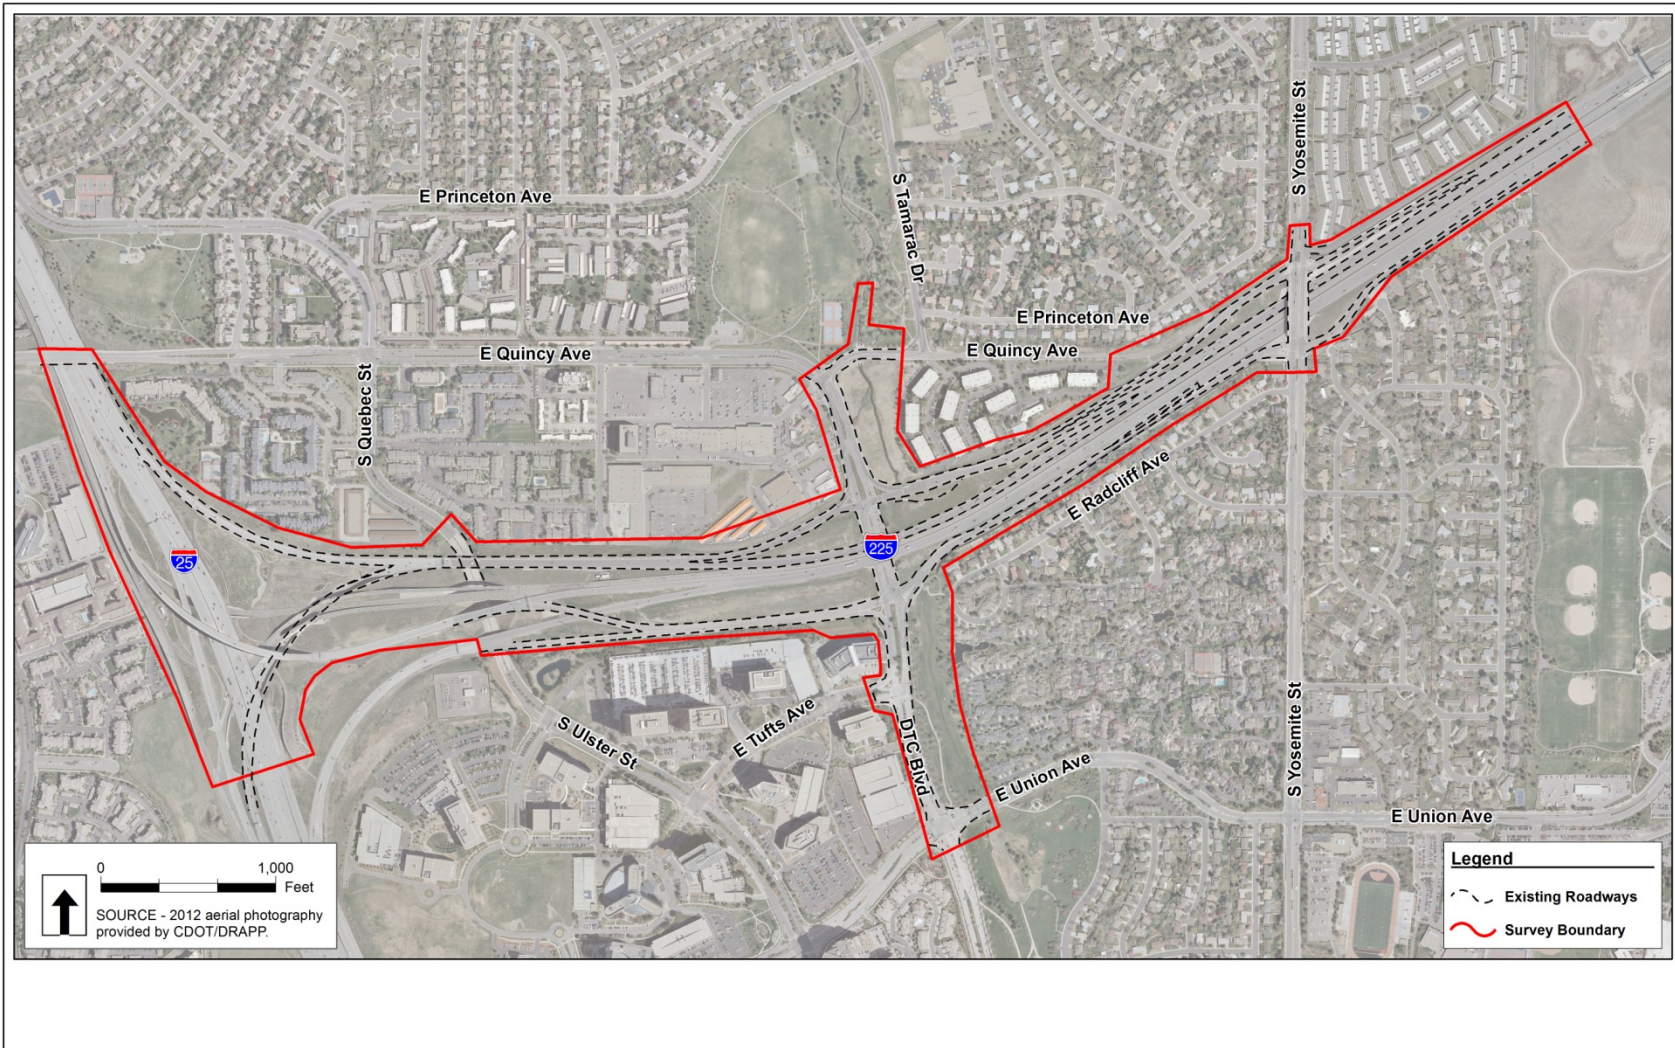 S Yosemite St
E Princeton Ave
S Tamarac Dr
E Princeton Ave
E Quincy Ave
E Quincy Ave
S Quebec St
E Radcliff Ave
25
225
S Yosemite St
S Ulster St
E Tufts Ave
DTC Blvd
E Union Ave
E Union Ave
0 1,000
Feet
SOURCE - 2012 aerial photography
provided by CDOT/DRAPP.
Legend
Existing Roadways
Survey Boundary